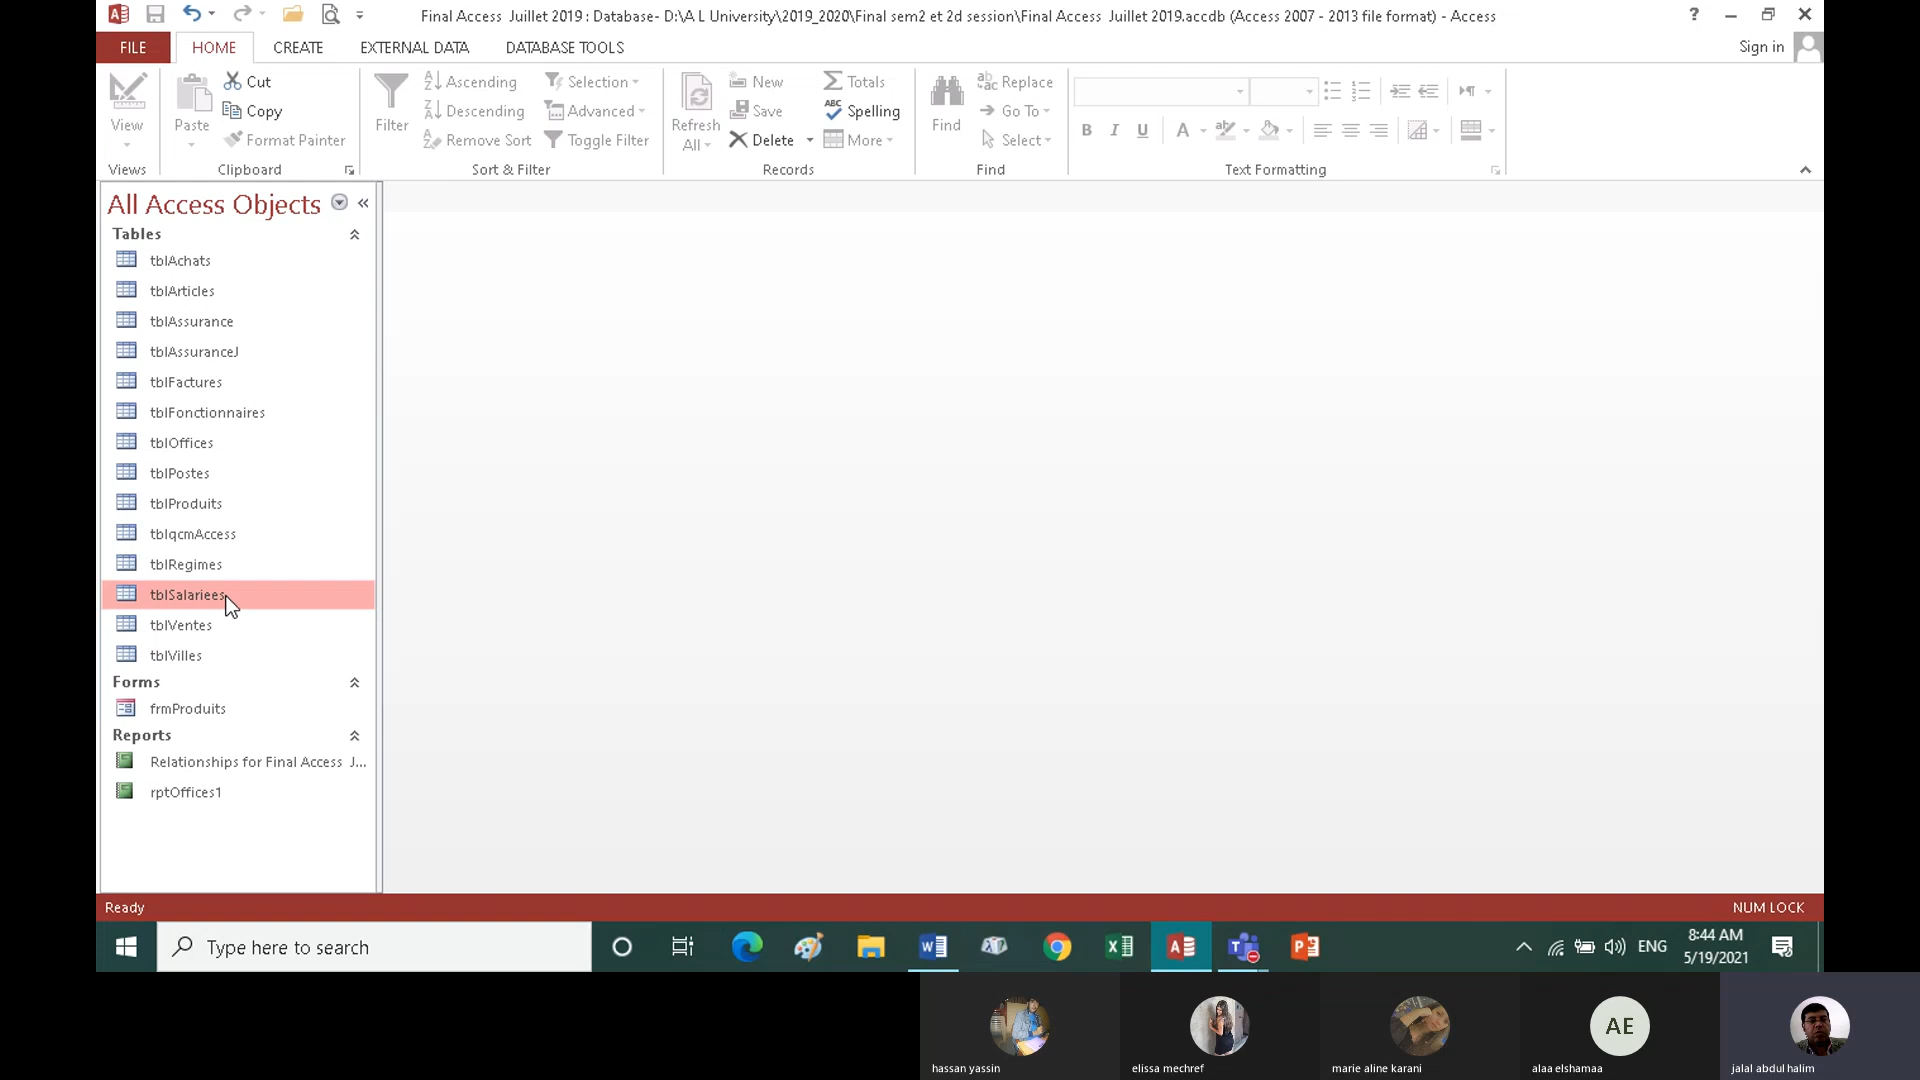 Final Access Juillet 2019 : Database- D:\A L University\2019_2020\Final sem2 et 2d session\Final Access Juillet 2019.accdb (Access 2007 - 2013 file format) - Access
?
FILE HOME CREATE EXTERNAL DATA DATABASE TOOLS
Sign in
View
Views
Paste
Cut
Copy
Format Painter
Clipboard
Filter
Ascending
Descending
Remove Sort
Selection
Advanced
Toggle Filter
Sort & Filter
Refresh
All
New
Save
Delete
Totals
Spelling
More
Records
Find
Replace
Go To
Select
Find
B I U A
Text Formatting
All Access Objects
Tables
tblAchats
tblArticles
tblAssurance
tblAssuranceJ
tblFactures
tblFonctionnaires
tblOffices
tblPostes
tblProduits
tblqcmAccess
tblRegimes
tblSalariees
tblVentes
tblVilles
Forms
frmProduits
Reports
Relationships for Final Access J...
rptOffices1
Ready
NUM LOCK
Type here to search
ENG
8:44 AM
5/19/2021
AE
hassan yassin
elissa mechref
marie aline karani
alaa elshamaa
jalal abdul halim